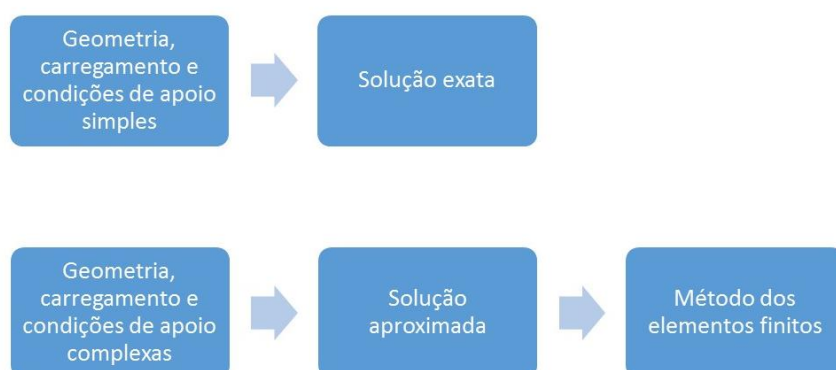 Geometria,
carregamento e
condições de apoio
simples
Solução exata
Geometria,
carregamento e
condições de apoio
complexas
Solução
aproximada
Método dos
elementos finitos